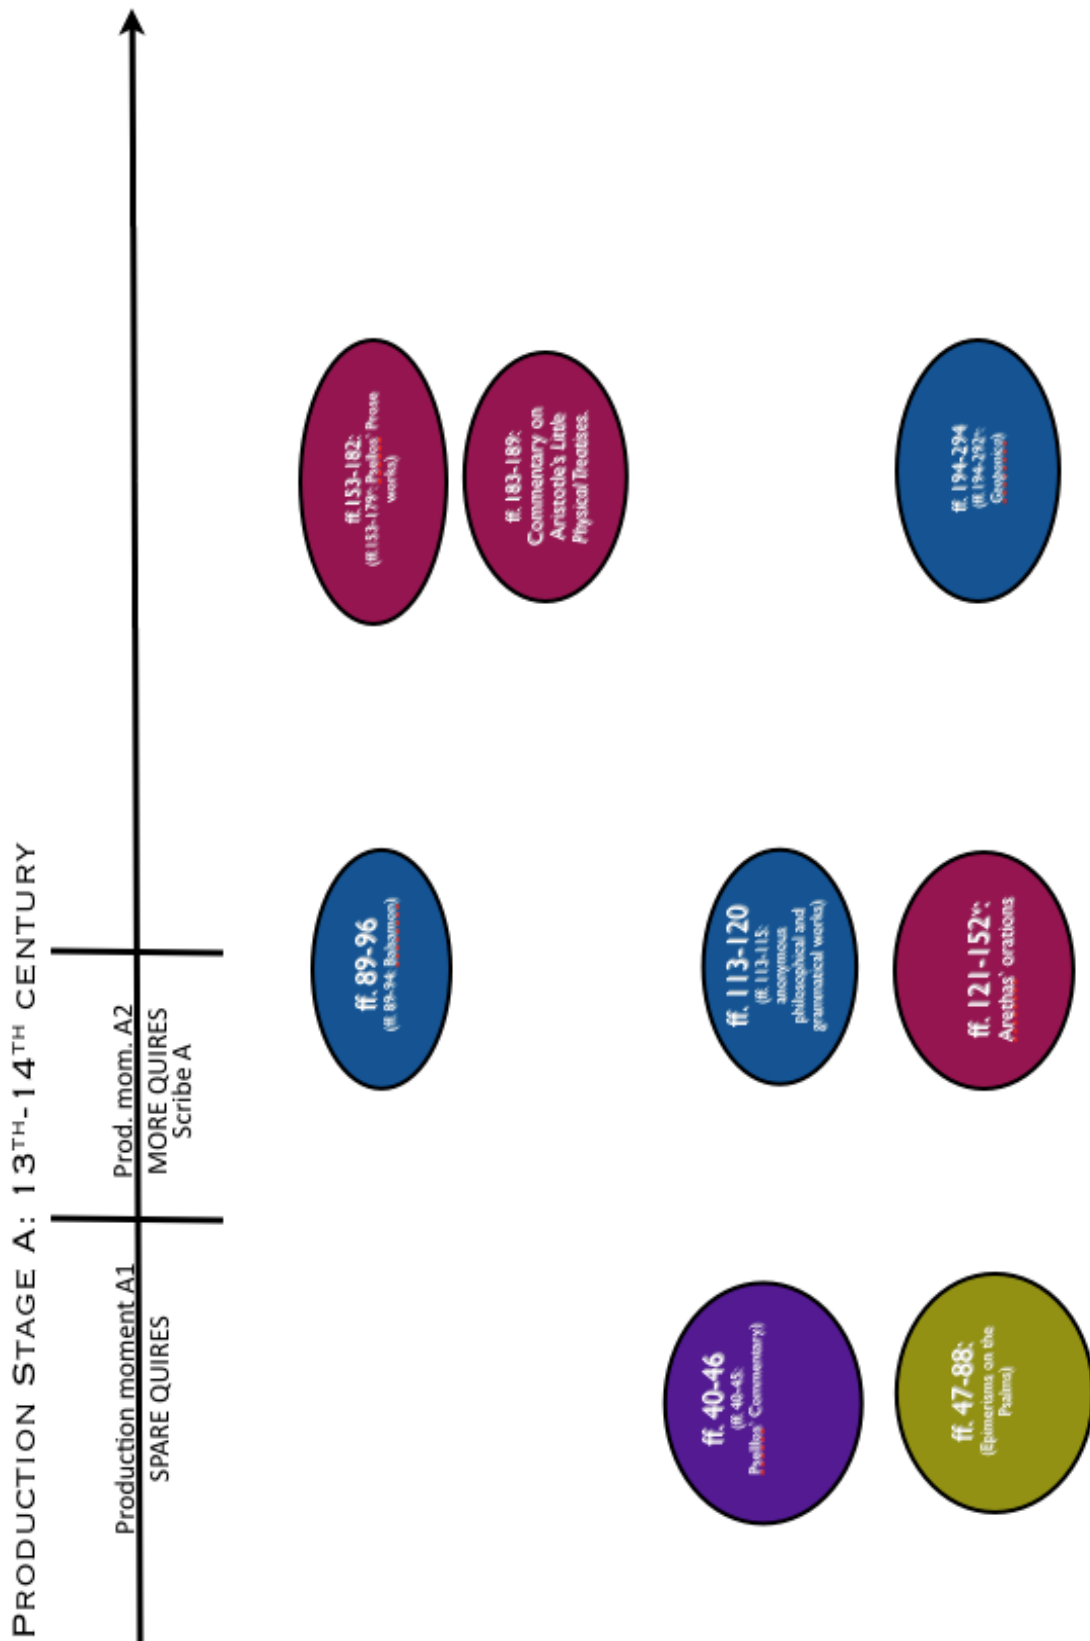 PRODUCTION STAGE A: 13TH-14TH CENTURY
Production moment A1
SPARE QUIRES
Prod. mom. A2
MORE QUIRES
Scribe A
ff. 40-46
(ff. 40-45:
Psellos' Commentary)
ff. 47-88:
(Epimerisms on the
Psalms)
ff. 89-96
(ff. 89-94: Babamon)
ff. 113-120
(ff. 113-115:
anonymous
philosophical and
grammatical works)
ff. 121-152v:
Arethas' orations
ff.153-182:
(ff.153-179v: Psellos' Prose
works)
ff. 183-189:
Commentary on
Aristotle's Little
Physical Treatises.
ff. 194-294
(ff. 194-292v:
Geoponica)